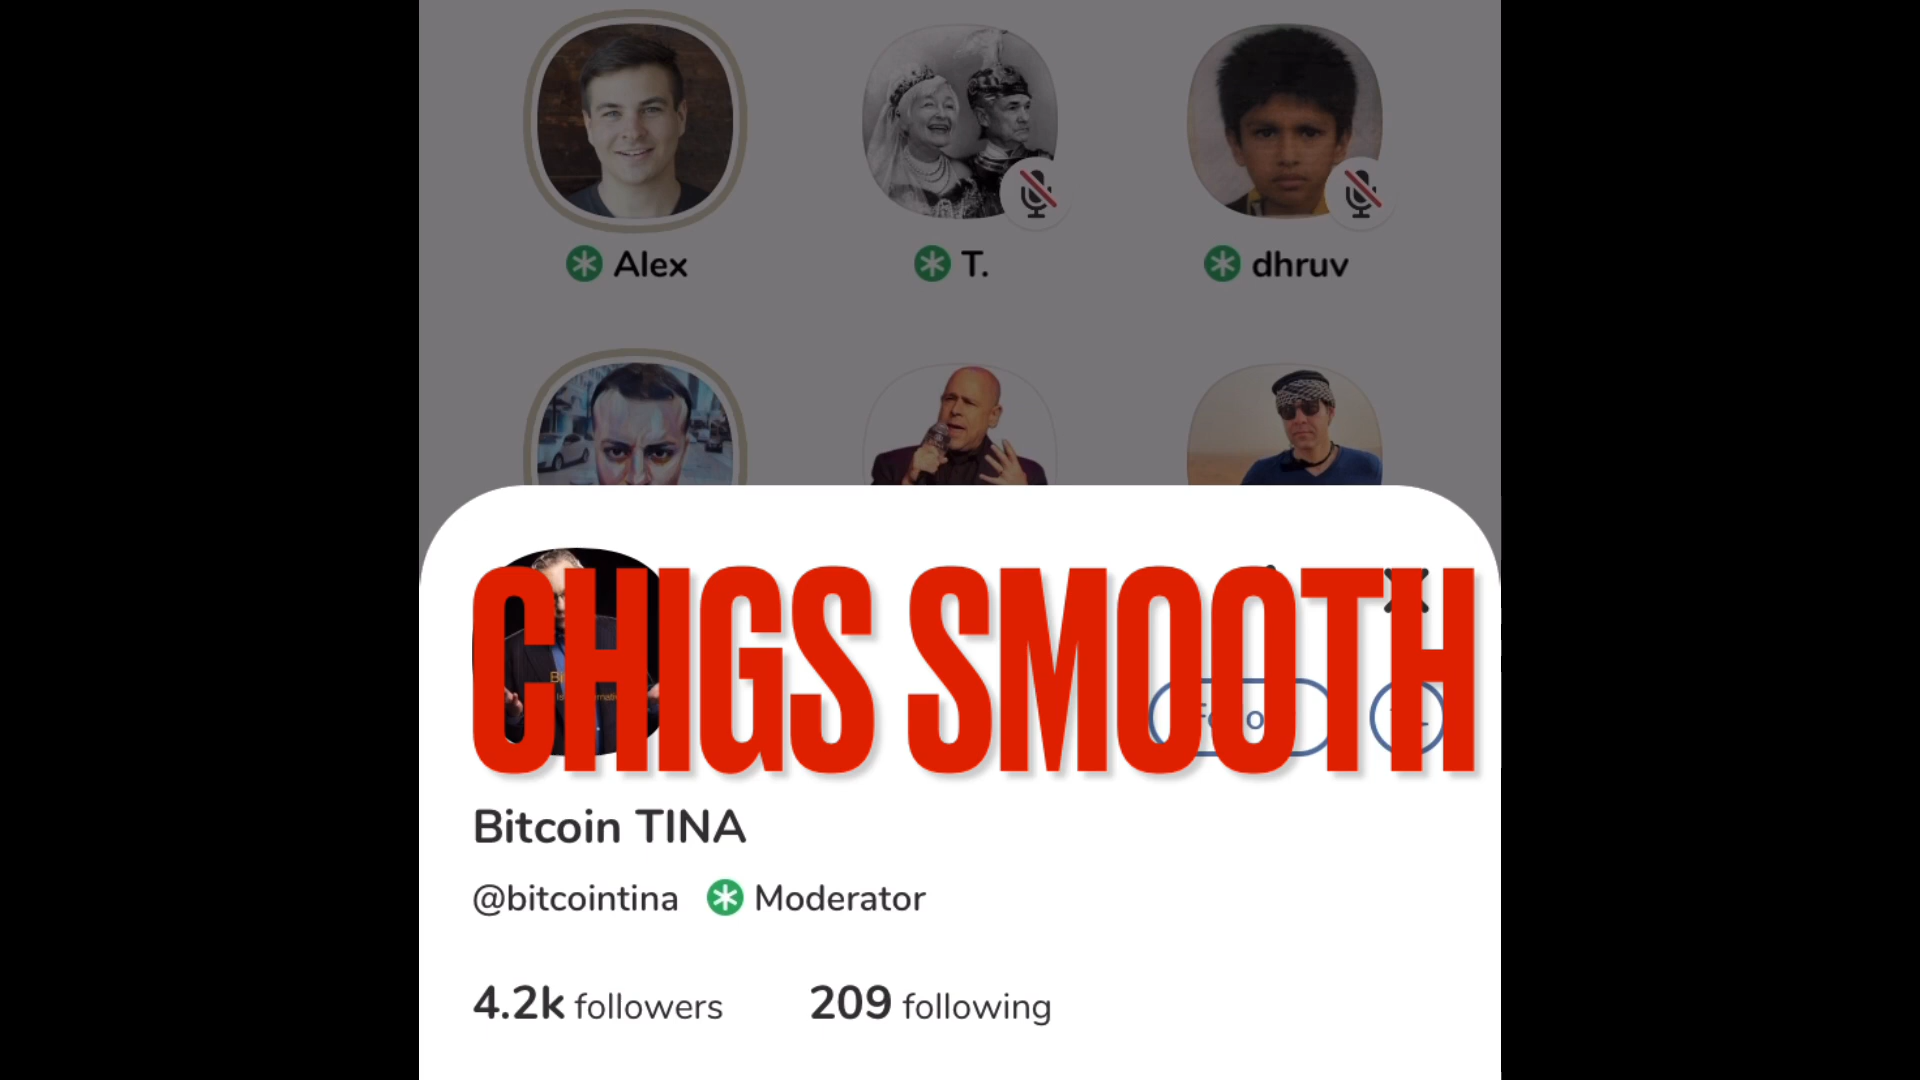 Alex
T.
dhruv
CHIGS SMOOTH
Bitcoin TINA
@bitcointina Moderator
4.2k followers 209 following